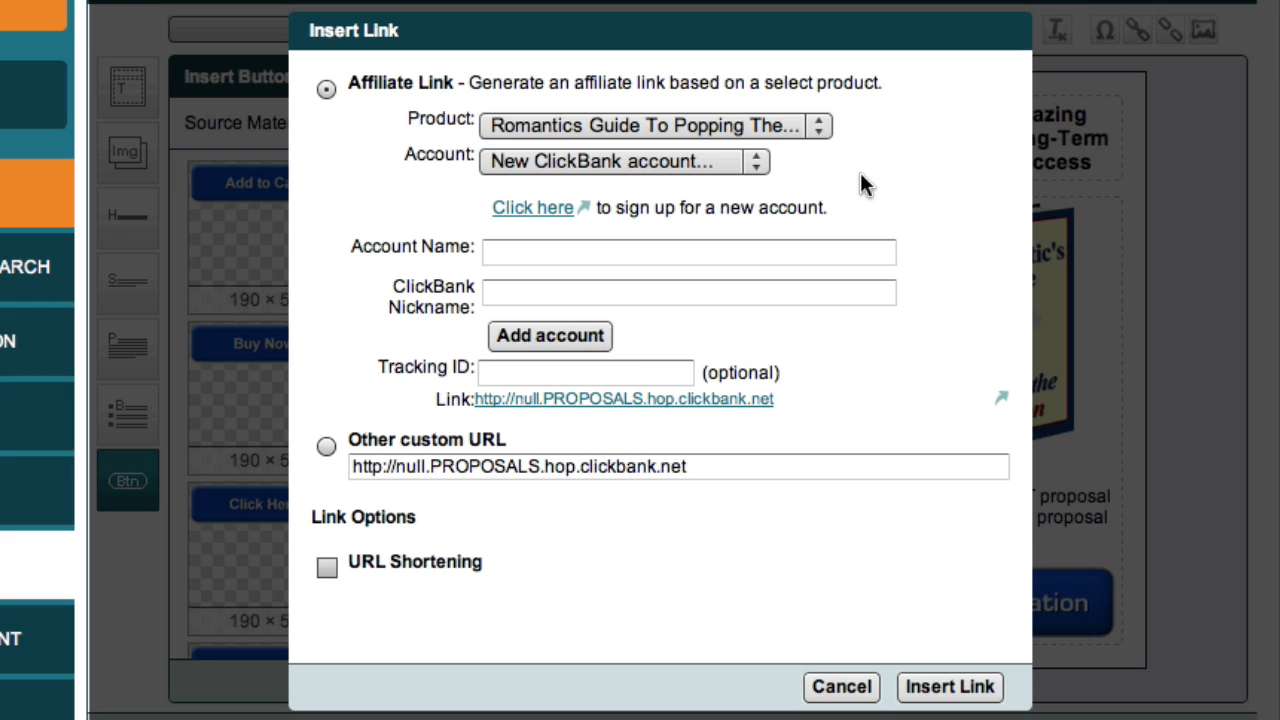 Insert Link
Affiliate Link - Generate an affiliate link based on a select product.
Product: Romantics Guide To Popping The...
Account: New ClickBank account...
Click here to sign up for a new account.
Account Name:
ClickBank
Nickname:
Add account
Tracking ID: (optional)
Link:http://null.PROPOSALS.hop.clickbank.net
Other custom URL
http://null.PROPOSALS.hop.clickbank.net
Link Options
URL Shortening
Cancel Insert Link
ARCH
ON
NT
Insert Butto
Source Mate
T
Img
H
S
P
B
Btn
Add to Ca
190 × 5
Buy Nov
190 × 5
Click He
190 × 5
Ω
azing
g-Term
ccess
tic's
e
the
n
proposal
proposal
ation